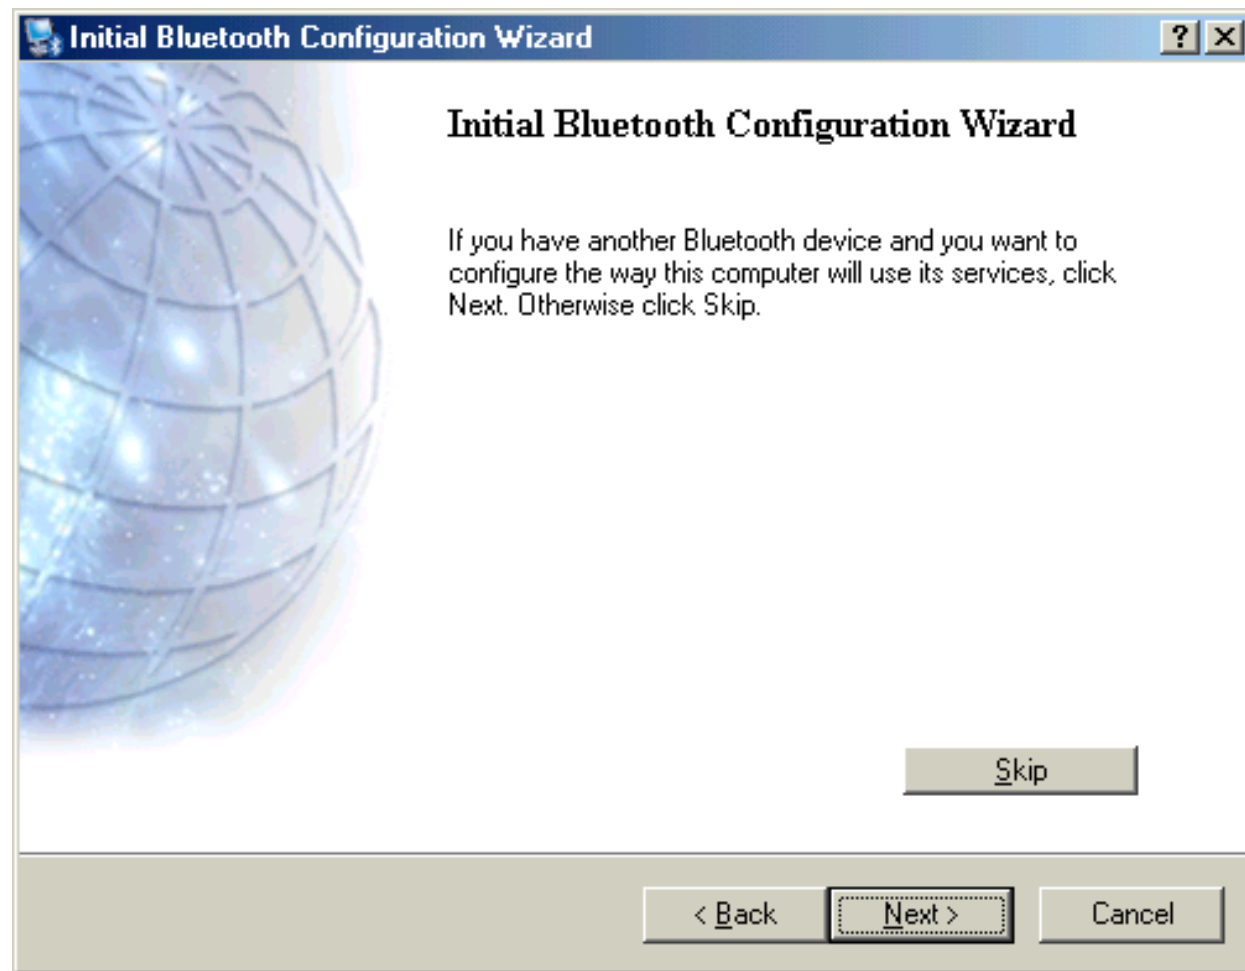 Initial Bluetooth Configuration Wizard
Initial Bluetooth Configuration Wizard
If you have another Bluetooth device and you want to
configure the way this computer will use its services, click
Next. Otherwise click Skip.
Skip
< Back Next > Cancel